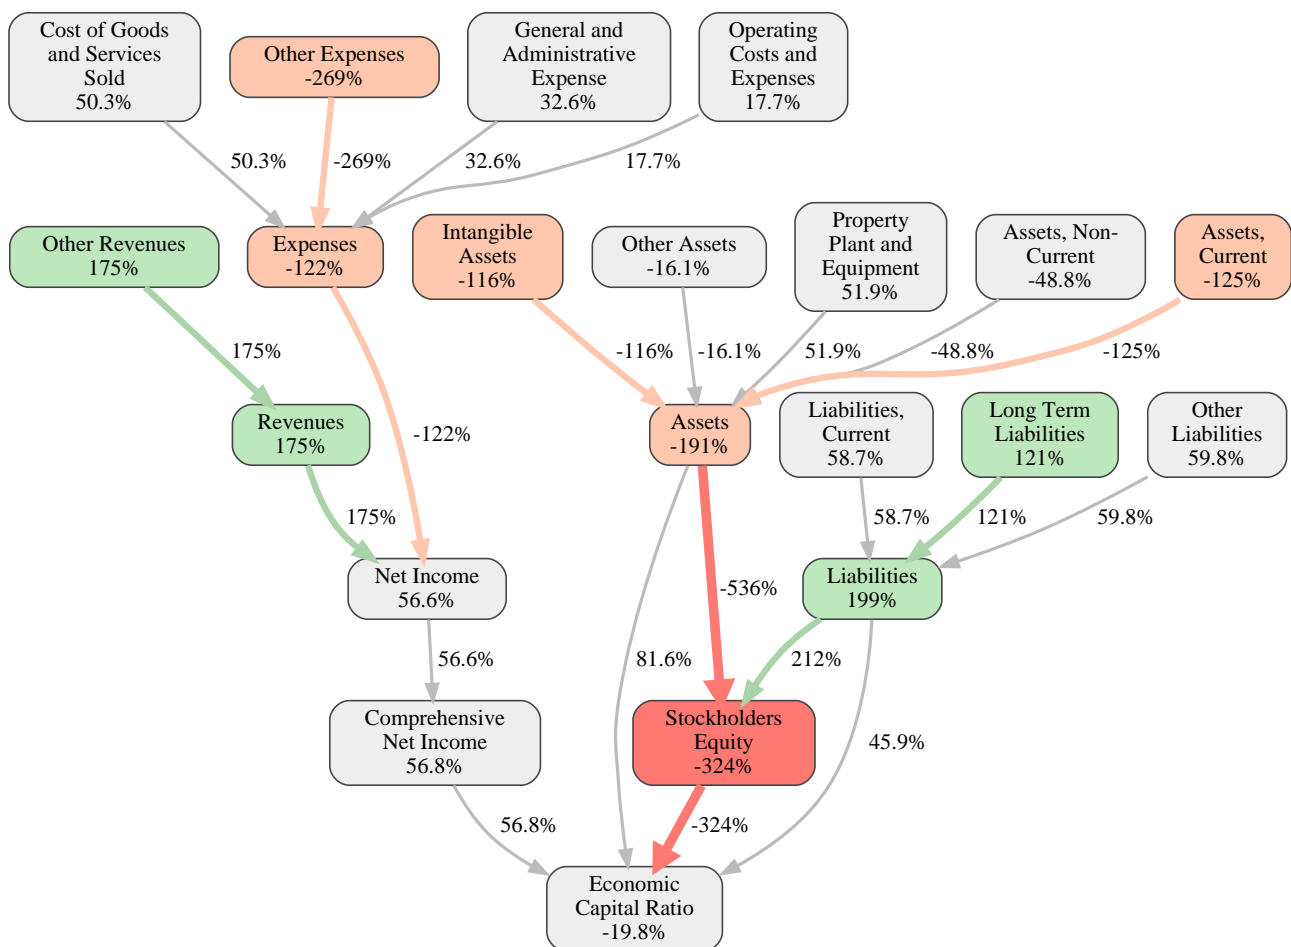 Cost of Goods
and Services
Sold
50.3%
Other Expenses
-269%
General and
Administrative
Expense
32.6%
Operating
Costs and
Expenses
17.7%
50.3%
-269%
32.6%
17.7%
Other Revenues
175%
Expenses
-122%
Intangible
Assets
-116%
Other Assets
-16.1%
Property
Plant and
Equipment
51.9%
Assets, Non-
Current
-48.8%
Assets,
Current
-125%
175%
-116%
-16.1%
51.9%
-48.8%
-125%
Revenues
175%
-122%
Assets
-191%
Liabilities,
Current
58.7%
Long Term
Liabilities
121%
Other
Liabilities
59.8%
175%
58.7%
121%
59.8%
Net Income
56.6%
-536%
Liabilities
199%
56.6%
81.6%
212%
45.9%
Comprehensive
Net Income
56.8%
Stockholders
Equity
-324%
56.8%
-324%
Economic
Capital Ratio
-19.8%